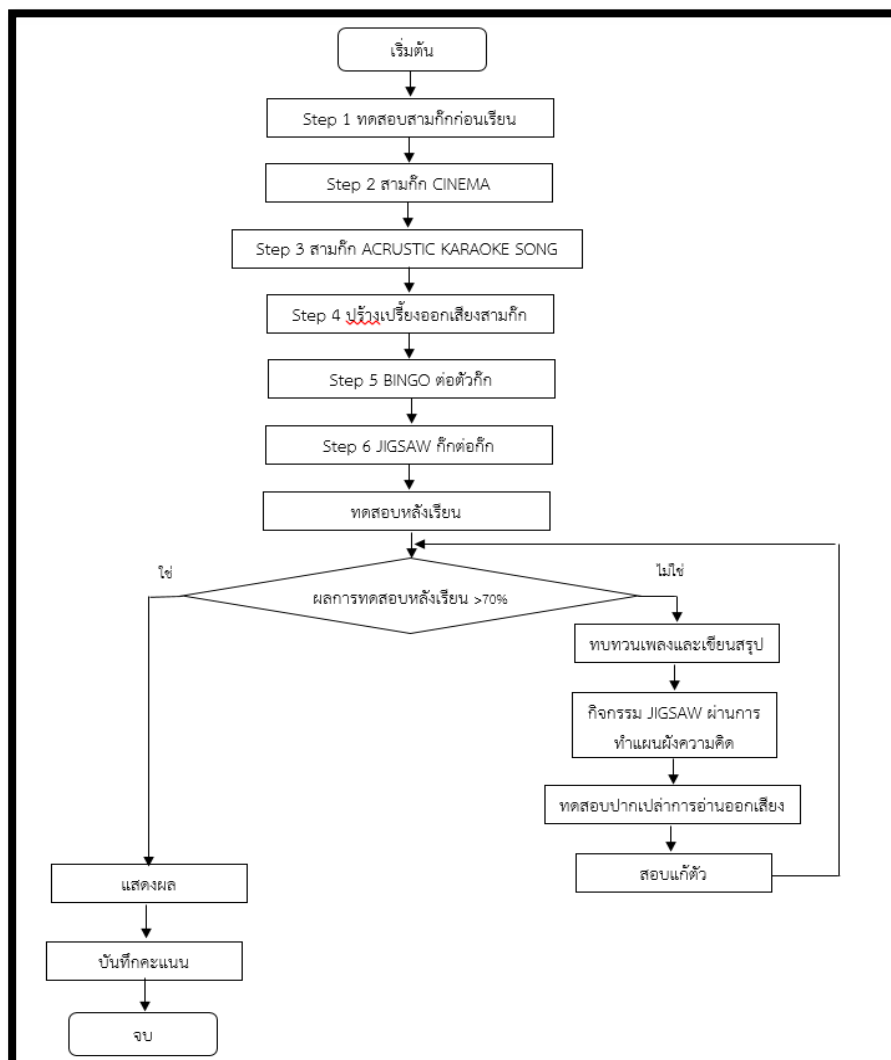 เริ่มต้น
Step 1 ทดสอบสามก๊กก่อนเรียน
Step 2 สามก๊ก CINEMA
Step 3 สามก๊ก ACRUSTIC KARAOKE SONG
Step 4 ปร้างเปรี้ยงออกเสียงสามก๊ก
Step 5 BINGO ต่อตัวก๊ก
Step 6 JIGSAW ก๊กต่อก๊ก
ทดสอบหลังเรียน
ใช่
ไม่ใช่
ผลการทดสอบหลังเรียน >70%
ทบทวนเพลงและเขียนสรุป
กิจกรรม JIGSAW ผ่านการ
ทำแผนผังความคิด
ทดสอบปากเปล่าการอ่านออกเสียง
สอบแก้ตัว
แสดงผล
บันทึกคะแนน
จบ